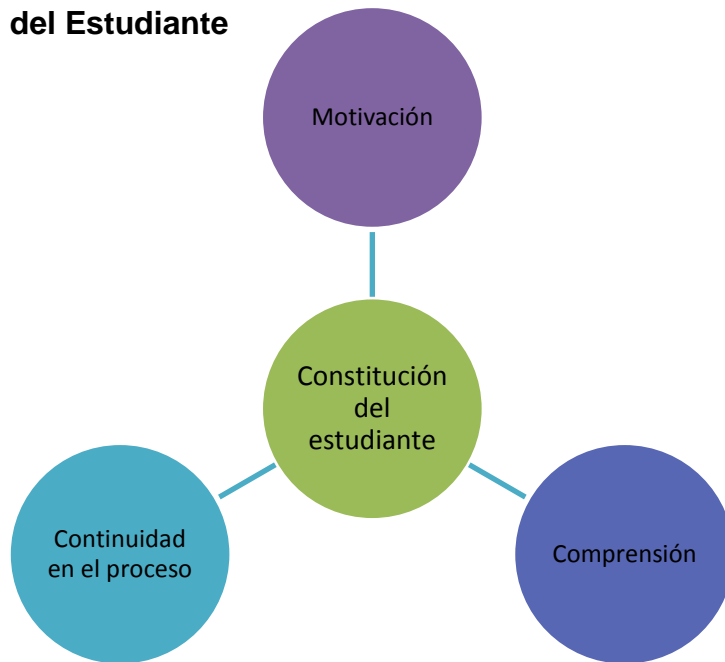 del Estudiante
Motivación
Constitución
del
estudiante
Continuidad
en el proceso
Comprensión